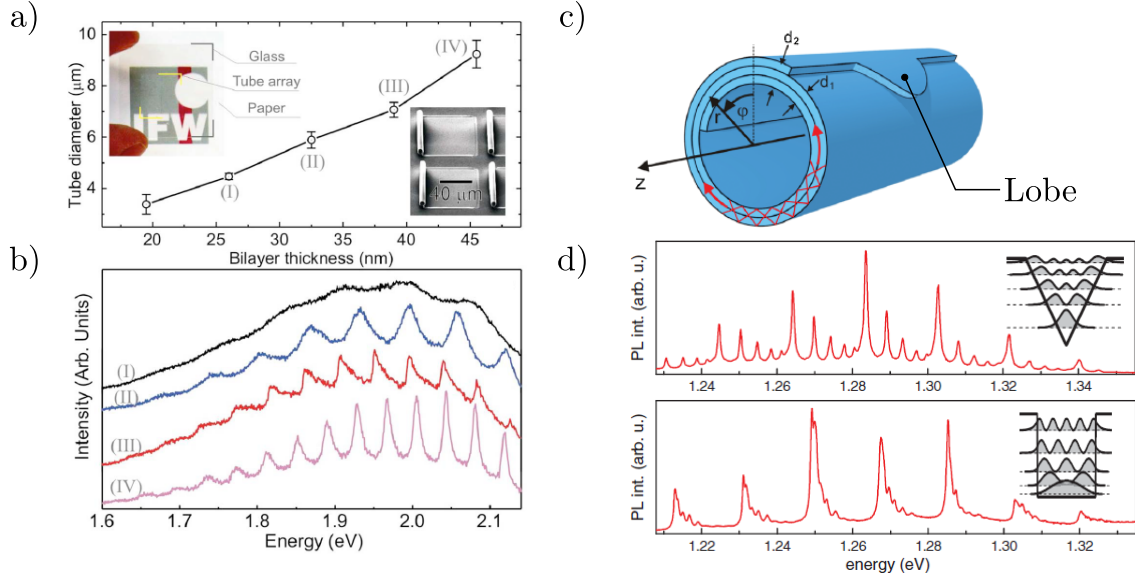 a)
Tube diameter (μm)
10
8
6
4
20 25 30 35 40 45
Bilayer thickness (nm)
(I)
(II)
(III)
(IV)
Glass
Tube array
Paper
IFW
40 μm
b)
Intensity (Arb. Units)
(I)
(II)
(III)
(IV)
1.6 1.7 1.8 1.9 2.0 2.1
Energy (eV)
c)
d₂
d₁
r
φ
Z
Lobe
d)
PL int. (arb. u.)
1.24 1.26 1.28 1.30 1.32 1.34
PL int. (arb. u.)
1.22 1.24 1.26 1.28 1.30 1.32
energy (eV)